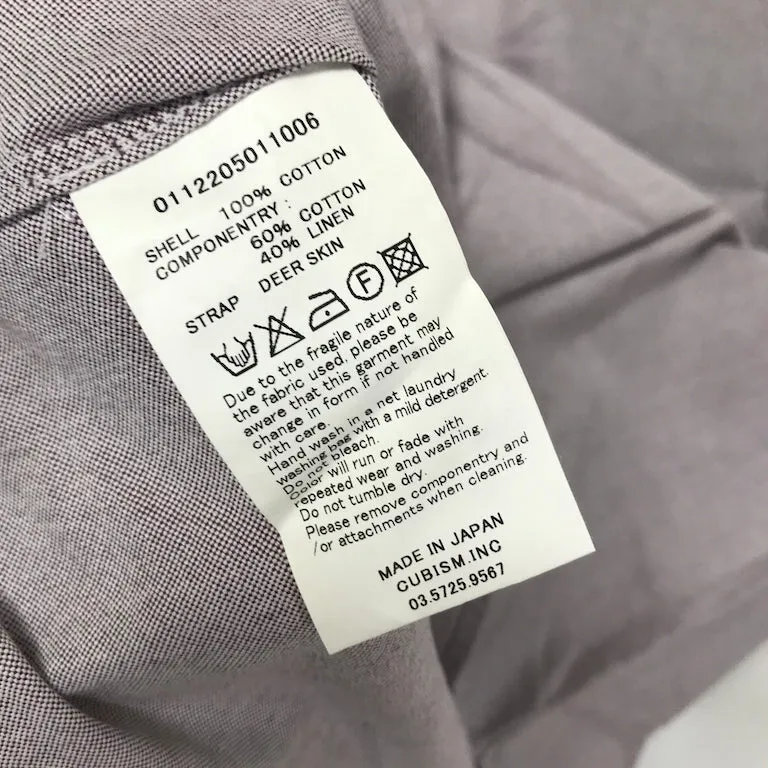 0112205011006
SHELL 100% COTTON
COMPONENTRY:
60% COTTON
40% LINEN
STRAP DEER SKIN
F
Due to the fragile nature of
the fabric used, please be
aware that this garment may
change in form if not handled
with care.
Hand wash in a net laundry
washing bag with a mild detergent.
Do not bleach.
Color will run or fade with
repeated wear and washing.
Do not tumble dry.
Please remove componentry and
/or attachments when cleaning.
MADE IN JAPAN
CUBISM.INC
03.5725.9567